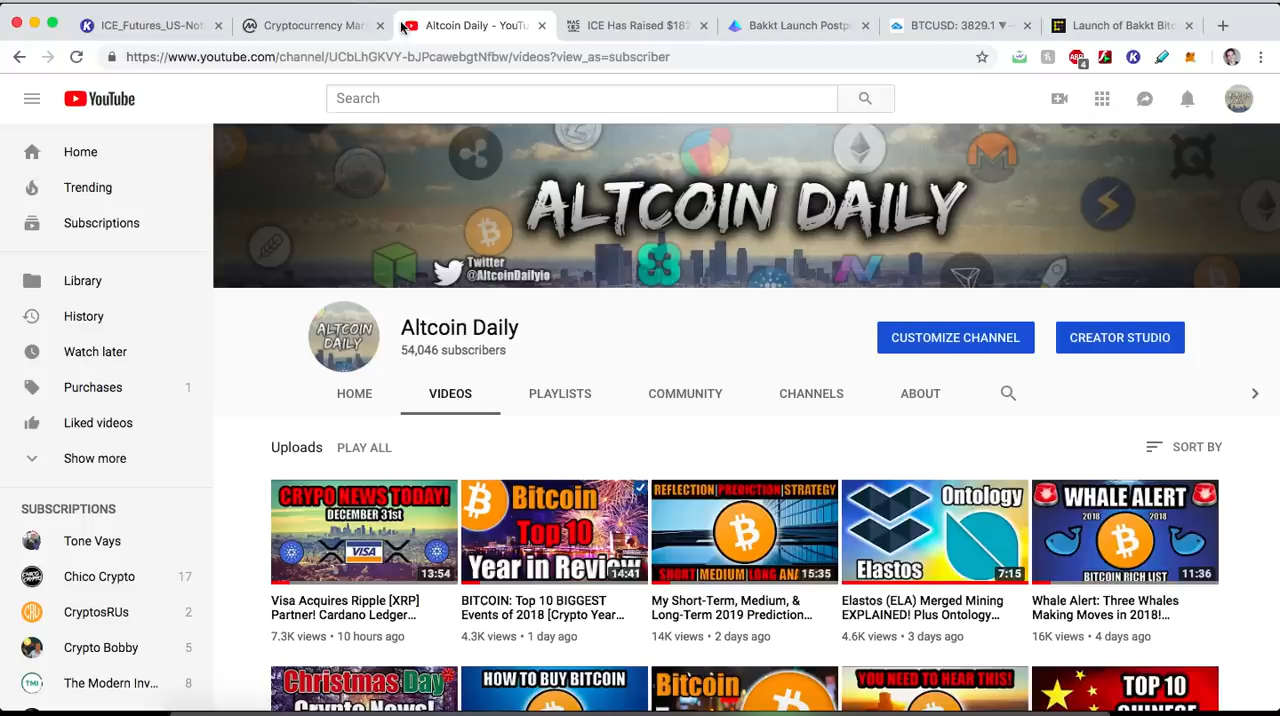 ICE_Futures_US-Not
Cryptocurrency Mar
Altcoin Daily - YouTu
ICE Has Raised $182
Bakkt Launch Postp
BTCUSD: 3829.1 ▼
Launch of Bakkt Bitc
https://www.youtube.com/channel/UCbLhGKVY-bJPcawebgtNfbw/videos?view_as=subscriber
4
YouTube
Search
Home
Trending
Subscriptions
Library
History
Watch later
Purchases 1
Liked videos
Show more
SUBSCRIPTIONS
Tone Vays
Chico Crypto 17
CryptosRUs 2
Crypto Bobby 5
The Modern Inv... 8
ALTCOIN DAILY
Twitter
@AltcoinDailyio
ALTCOIN
DAILY
Altcoin Daily
54,046 subscribers
CUSTOMIZE CHANNEL
CREATOR STUDIO
HOME VIDEOS PLAYLISTS COMMUNITY CHANNELS ABOUT
Uploads PLAY ALL
SORT BY
CRYPO NEWS TODAY!
DECEMBER 31st
VISA
13:54
Visa Acquires Ripple [XRP]
Partner! Cardano Ledger...
7.3K views • 10 hours ago
Bitcoin
Top 10
Year in Review
14:41
BITCOIN: Top 10 BIGGEST
Events of 2018 [Crypto Year...
4.3K views • 1 day ago
REFLECTION|PREDICTION|STRATEGY
SHORT|MEDIUM|LONG
15:35
My Short-Term, Medium, &
Long-Term 2019 Prediction...
14K views • 2 days ago
Ontology
Elastos
7:15
Elastos (ELA) Merged Mining
EXPLAINED! Plus Ontology...
4.6K views • 3 days ago
WHALE ALERT
2018 2018
BITCOIN RICH LIST
11:36
Whale Alert: Three Whales
Making Moves in 2018!...
16K views • 4 days ago
Christmas Day
Crypto News!
HOW TO BUY BITCOIN
Bitcoin
YOU NEED TO HEAR THIS!
TOP 10
CHINESE